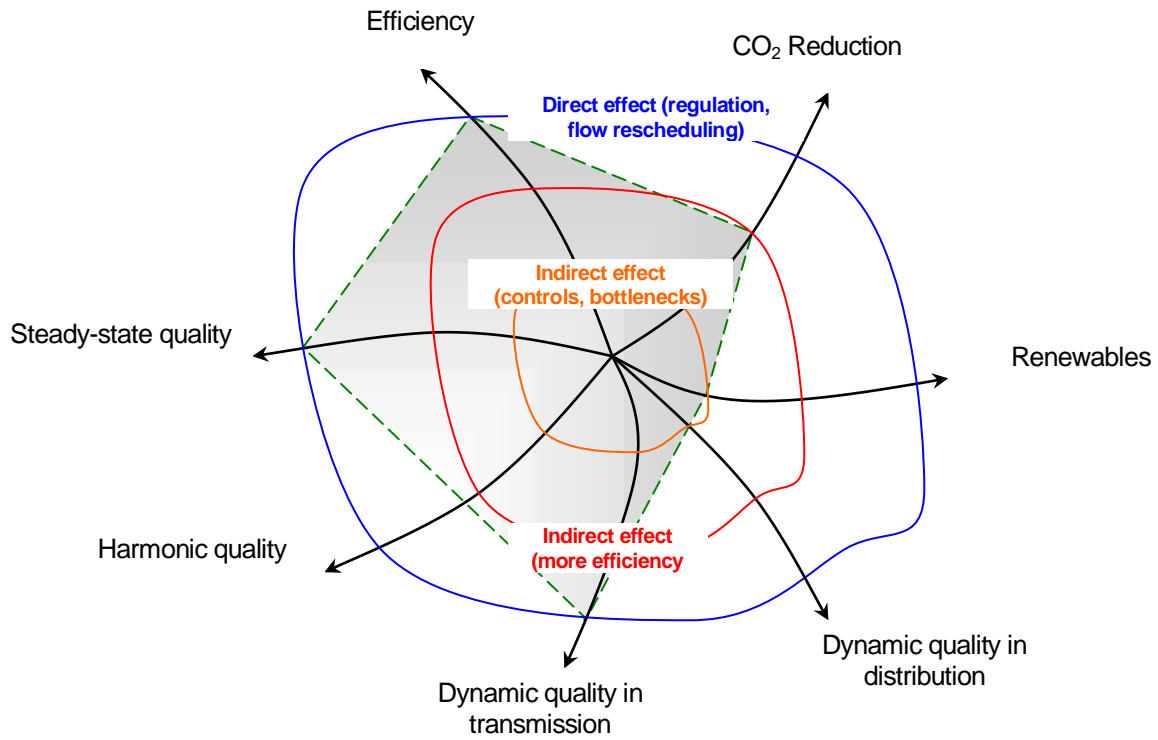 Efficiency
CO₂ Reduction
Direct effect (regulation,
flow rescheduling)
Indirect effect
(controls, bottlenecks)
Steady-state quality
Renewables
Harmonic quality
Indirect effect
(more efficiency
Dynamic quality in
distribution
Dynamic quality in
transmission